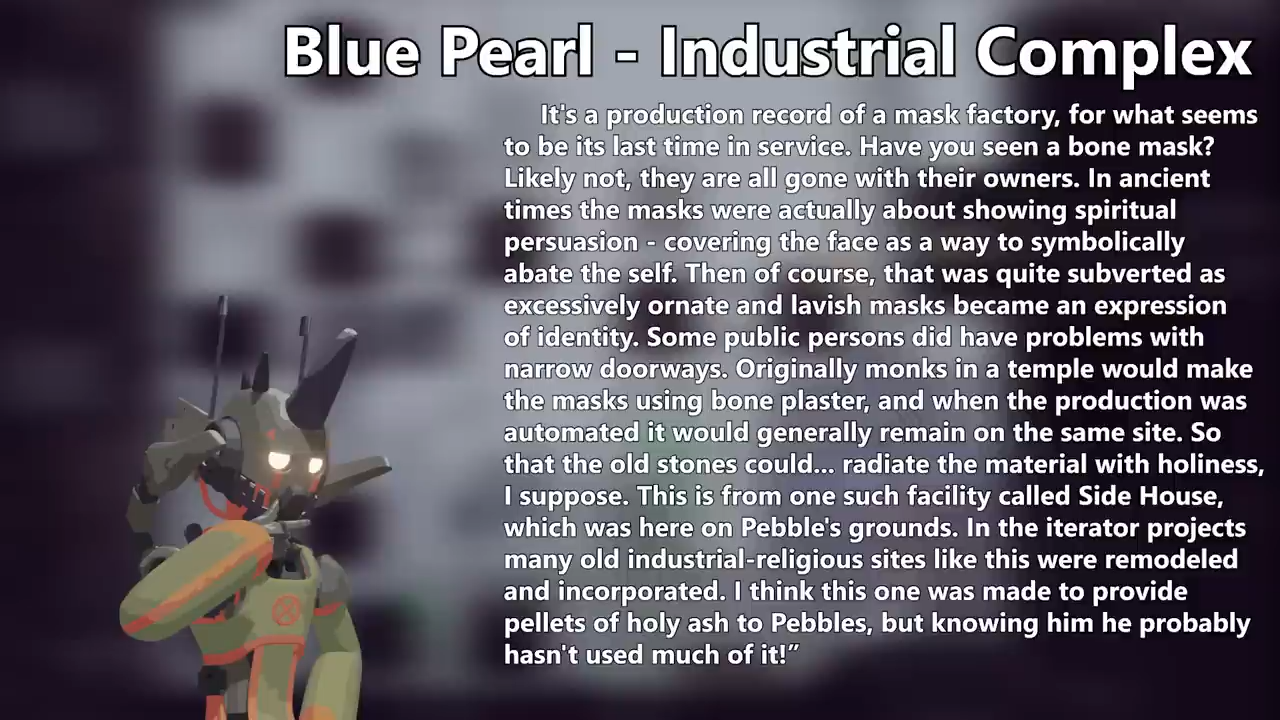 Blue Pearl - Industrial Complex
It's a production record of a mask factory, for what seems
to be its last time in service. Have you seen a bone mask?
Likely not, they are all gone with their owners. In ancient
times the masks were actually about showing spiritual
persuasion - covering the face as a way to symbolically
abate the self. Then of course, that was quite subverted as
excessively ornate and lavish masks became an expression
of identity. Some public persons did have problems with
narrow doorways. Originally monks in a temple would make
the masks using bone plaster, and when the production was
automated it would generally remain on the same site. So
that the old stones could... radiate the material with holiness,
I suppose. This is from one such facility called Side House,
which was here on Pebble's grounds. In the iterator projects
many old industrial-religious sites like this were remodeled
and incorporated. I think this one was made to provide
pellets of holy ash to Pebbles, but knowing him he probably
hasn't used much of it!”